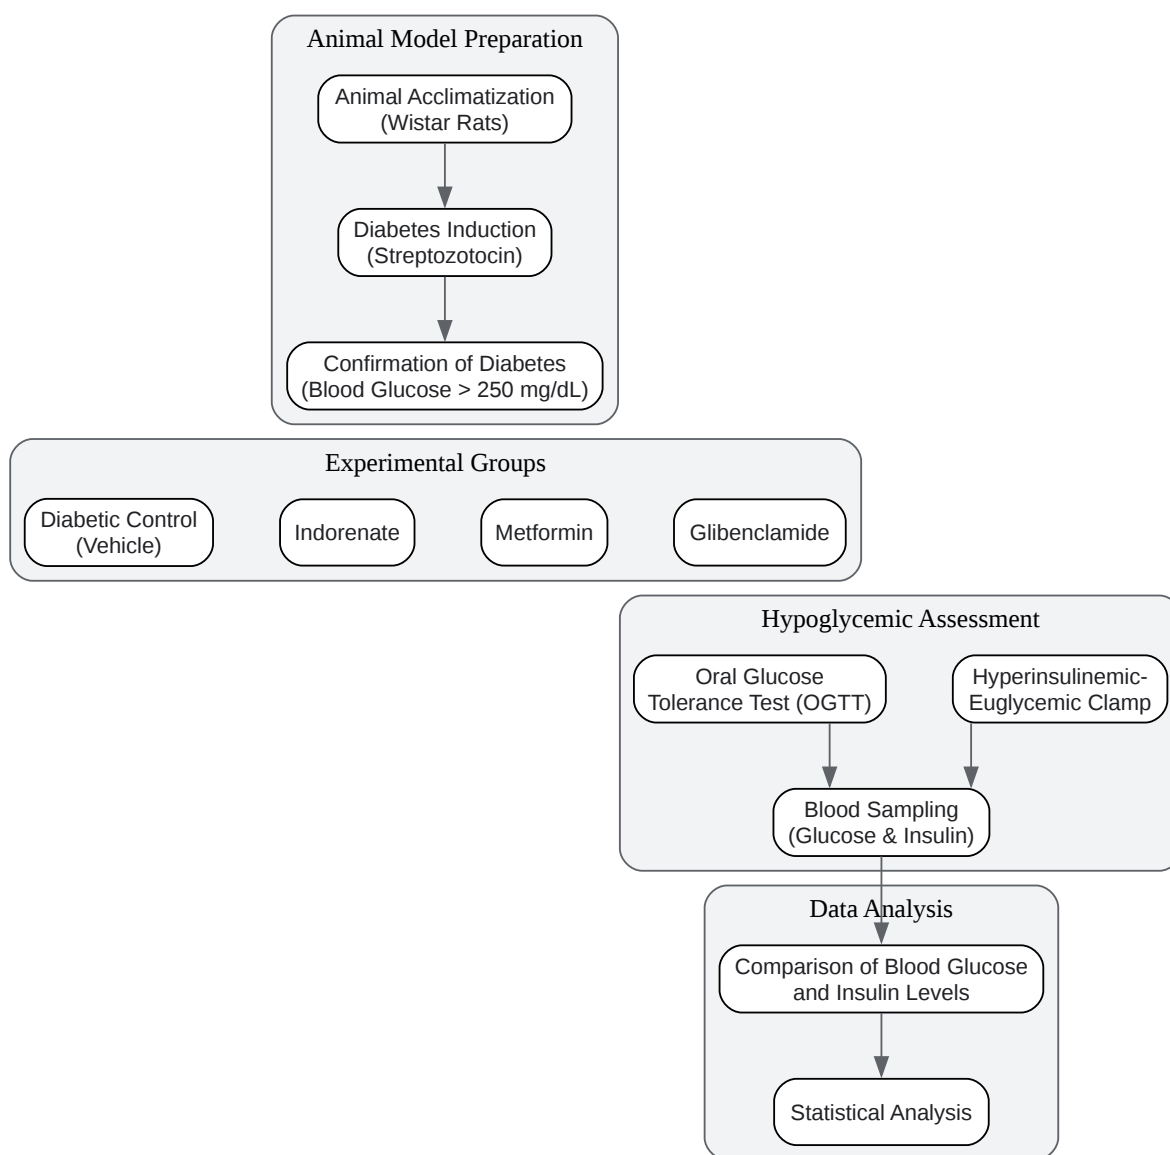 Animal Model Preparation
Animal Acclimatization
(Wistar Rats)
Diabetes Induction
(Streptozotocin)
Confirmation of Diabetes
(Blood Glucose > 250 mg/dL)
Experimental Groups
Diabetic Control
(Vehicle)
Indorenate
Metformin
Glibenclamide
Hypoglycemic Assessment
Oral Glucose
Tolerance Test (OGTT)
Hyperinsulinemic-
Euglycemic Clamp
Blood Sampling
(Glucose & Insulin)
Data Analysis
Comparison of Blood Glucose
and Insulin Levels
Statistical Analysis